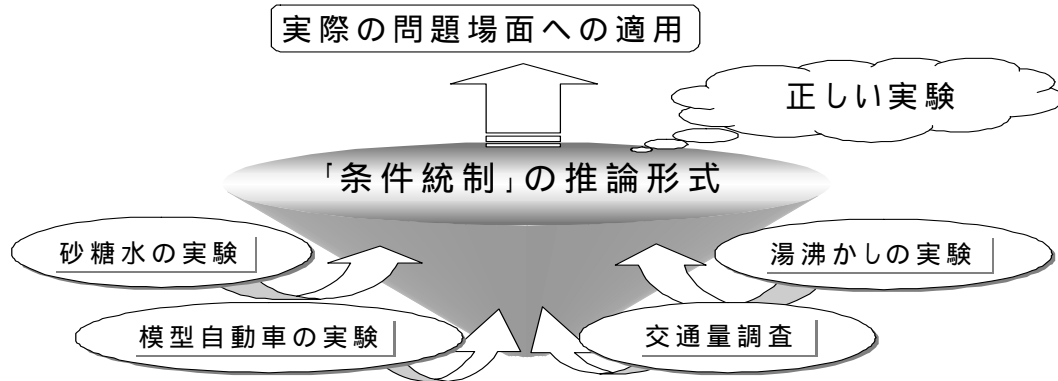 実際の問題場面への適用
正しい実験
「条件統制」の推論形式
砂糖水の実験
湯沸かしの実験
模型自動車の実験
交通量調査